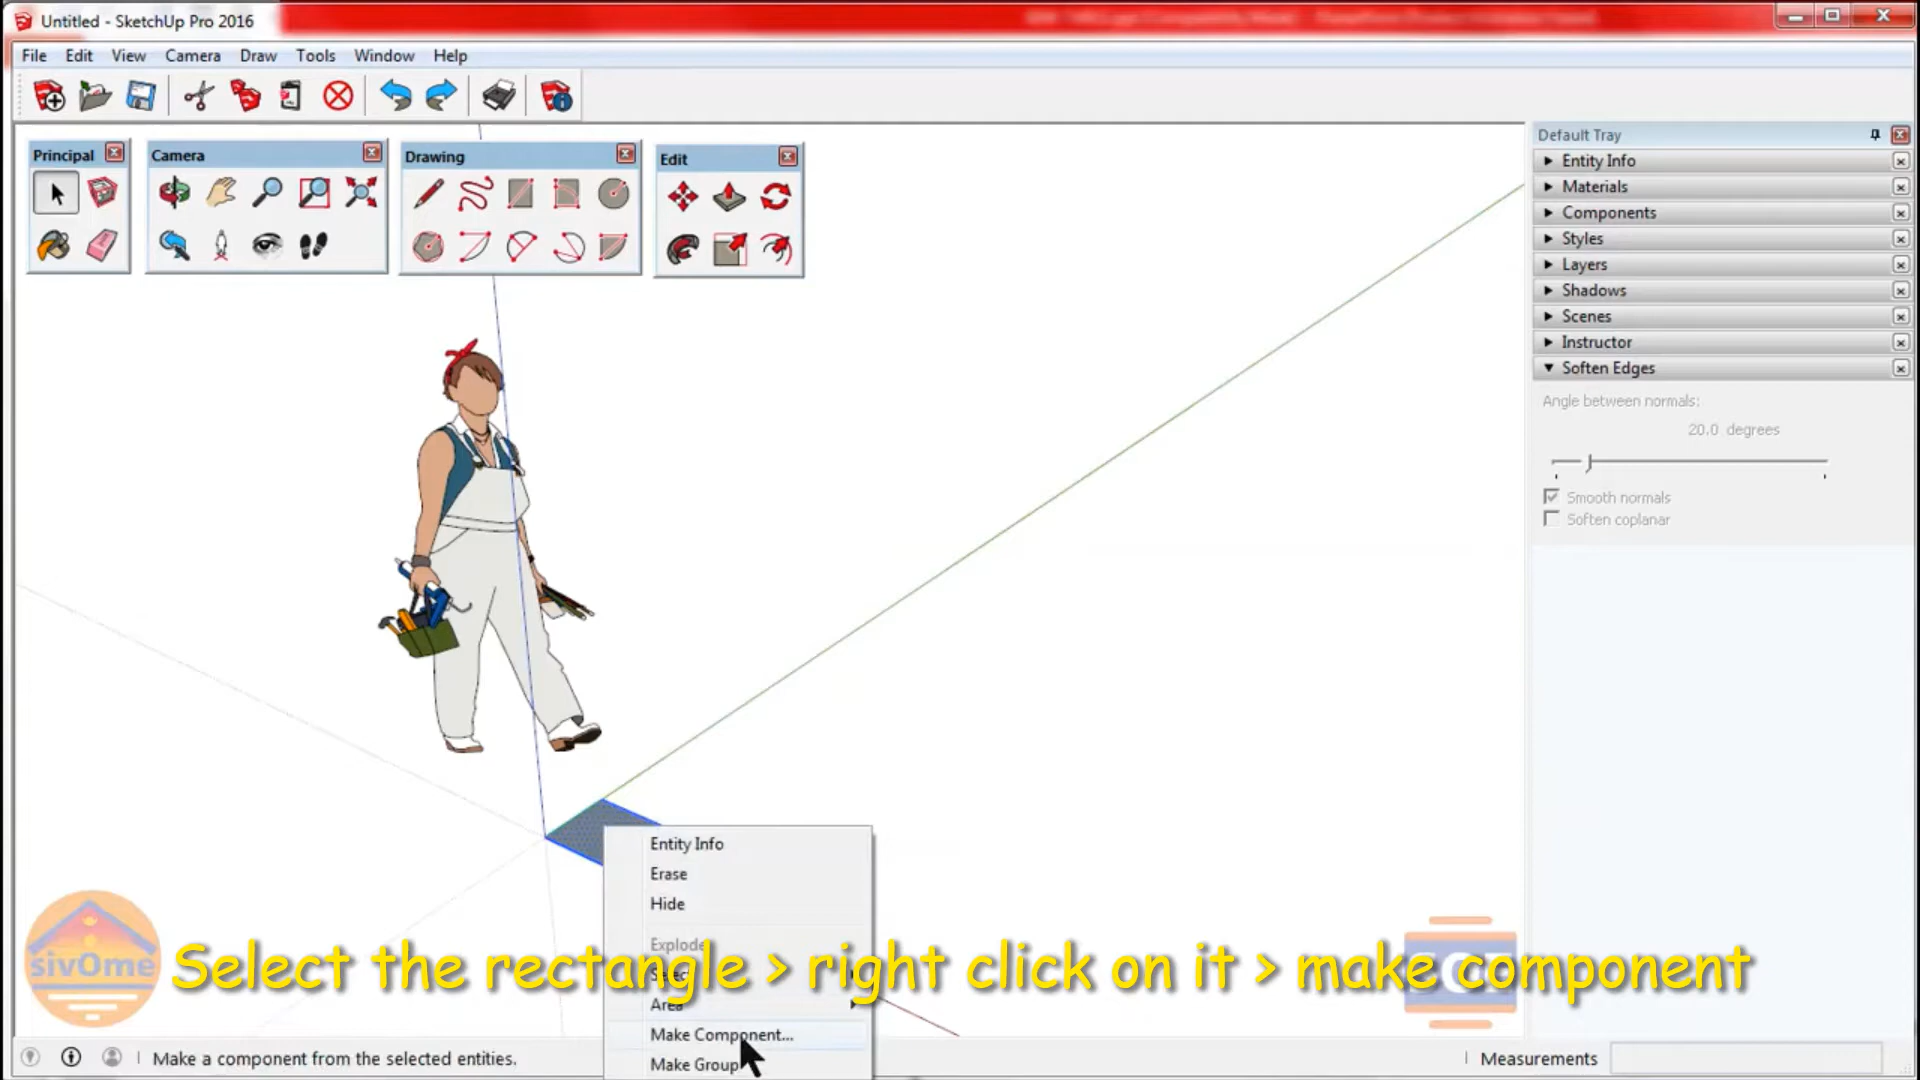 Untitled - SketchUp Pro 2016
File Edit View Camera Draw Tools Window Help
Principal
Camera
Drawing
Edit
Default Tray
Entity Info
Materials
Components
Styles
Layers
Shadows
Scenes
Instructor
Soften Edges
Angle between normals:
20.0 degrees
Smooth normals
Soften coplanar
Entity Info
Erase
Hide
Explode
Select
Area
Make Component...
Make Group
sivOme
Select the rectangle > right click on it > make component
Make a component from the selected entities.
Measurements